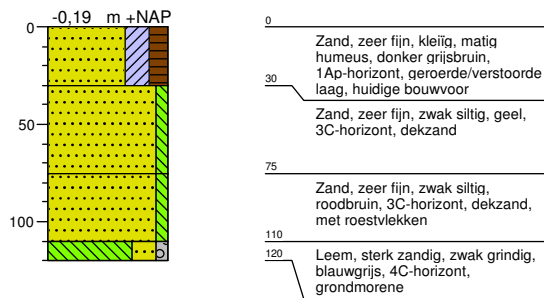 -0,19 m +NAP
0
50
100
0
Zand, zeer fijn, kleiïg, matig
humeus, donker grijsbruin,
1Ap-horizont, geroerde/verstoorde
laag, huidige bouwvoor
30
Zand, zeer fijn, zwak siltig, geel,
3C-horizont, dekzand
75
Zand, zeer fijn, zwak siltig,
roodbruin, 3C-horizont, dekzand,
met roestvlekken
110
Leem, sterk zandig, zwak grindig,
120
blauwgrijs, 4C-horizont,
grondmorene